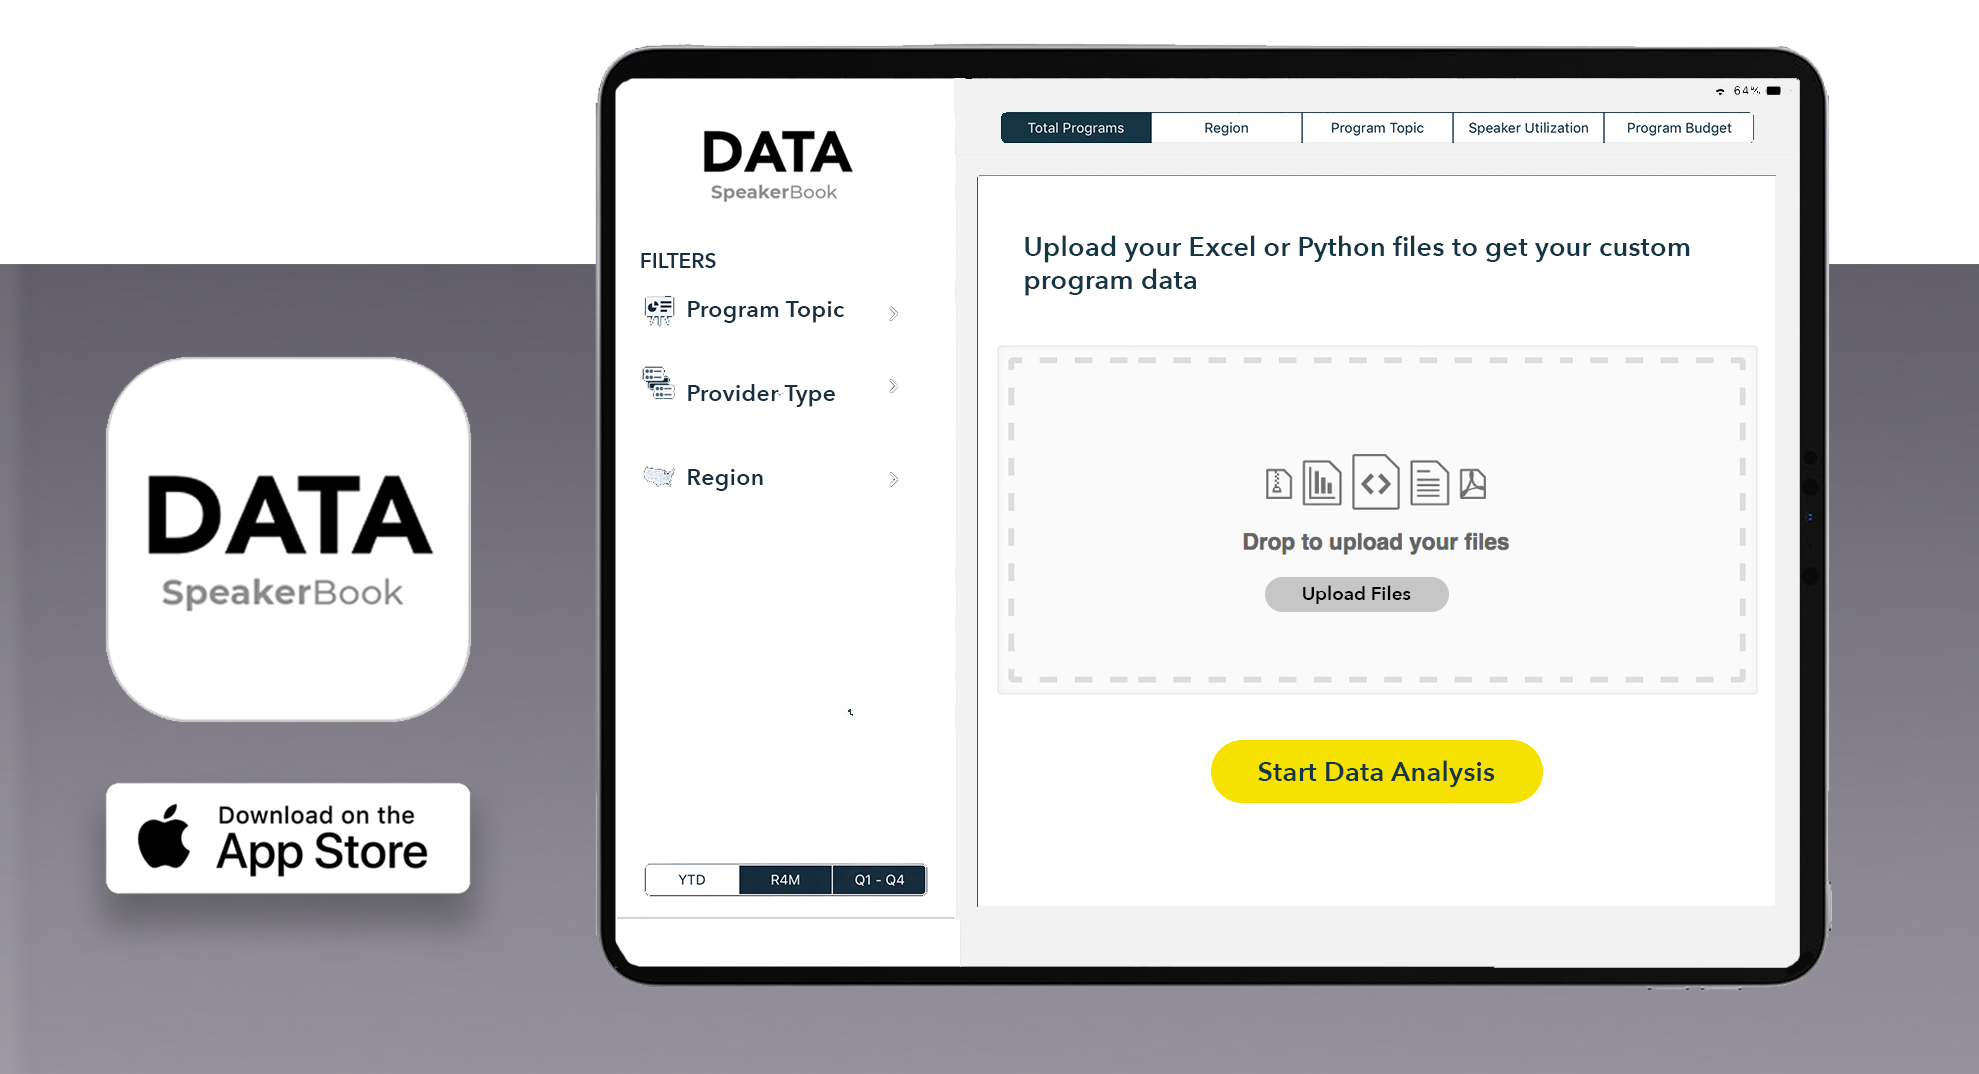 DATA
SpeakerBook
Download on the
App Store
DATA
SpeakerBook
FILTERS
Program Topic
Provider Type
Region
YTD
R4M
Q1 - Q4
64%
Total Programs
Region
Program Topic
Speaker Utilization
Program Budget
Upload your Excel or Python files to get your custom
program data
Drop to upload your files
Upload Files
Start Data Analysis